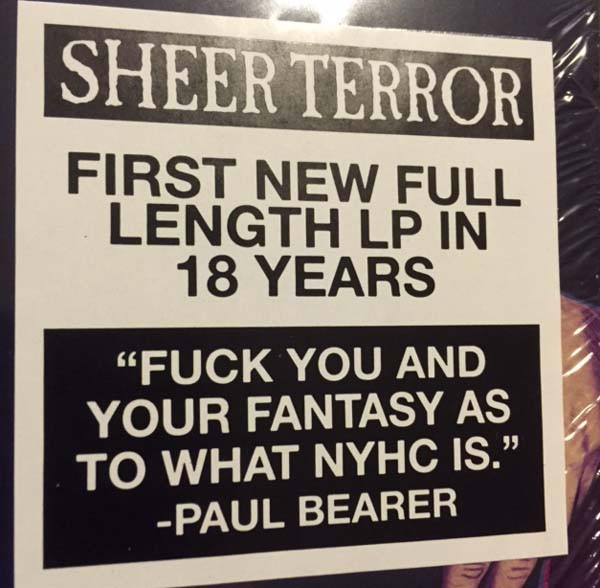 SHEER TERROR
FIRST NEW FULL
LENGTH LP IN
18 YEARS
“FUCK YOU AND
YOUR FANTASY AS
TO WHAT NYHC IS.”
-PAUL BEARER